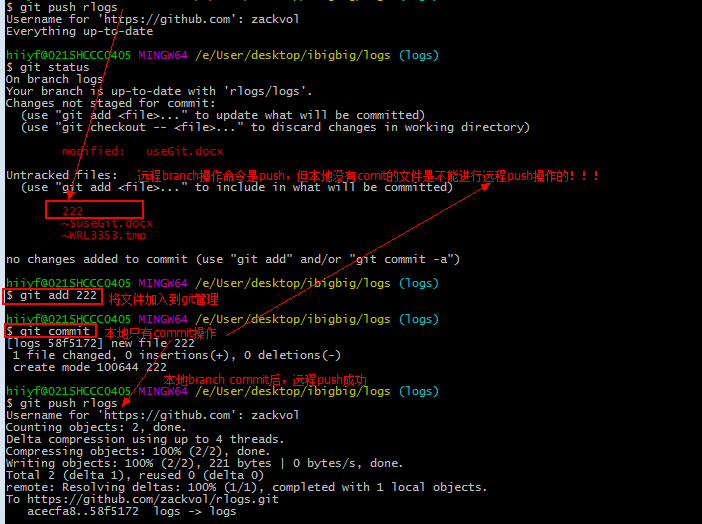 $ git push rlogs
Username for 'https://github.com': zackvol
Everything up-to-date
hiiyf@021SHCCC0405 MINGW64 /e/User/desktop/ibigbig/logs (logs)
$ git status
On branch logs
Your branch is up-to-date with 'rlogs/logs'.
Changes not staged for commit:
(use "git add <file>..." to update what will be committed)
(use "git checkout -- <file>..." to discard changes in working directory)
modified: useGit.docx
Untracked files: 远程branch操作命令是push，但本地没有comit的文件是不能进行远程push操作的！！！
(use "git add <file>..." to include in what will be committed)
222
~$useGit.docx
~WRL3353.tmp
no changes added to commit (use "git add" and/or "git commit -a")
hiiyf@021SHCCC0405 MINGW64 /e/User/desktop/ibigbig/logs (logs)
$ git add 222 将文件加入到git管理
hiiyf@021SHCCC0405 MINGW64 /e/User/desktop/ibigbig/logs (logs)
$ git commit 本地只有commit操作
[logs 58f5172] new file 222
1 file changed, 0 insertions(+), 0 deletions(-)
create mode 100644 222
本地branch commit后，远程push成功
hiiyf@021SHCCC0405 MINGW64 /e/User/desktop/ibigbig/logs (logs)
$ git push rlogs
Username for 'https://github.com': zackvol
Counting objects: 2, done.
Delta compression using up to 4 threads.
Compressing objects: 100% (2/2), done.
Writing objects: 100% (2/2), 221 bytes | 0 bytes/s, done.
Total 2 (delta 1), reused 0 (delta 0)
remote: Resolving deltas: 100% (1/1), completed with 1 local objects.
To https://github.com/zackvol/rlogs.git
acecfa8..58f5172 logs -> logs